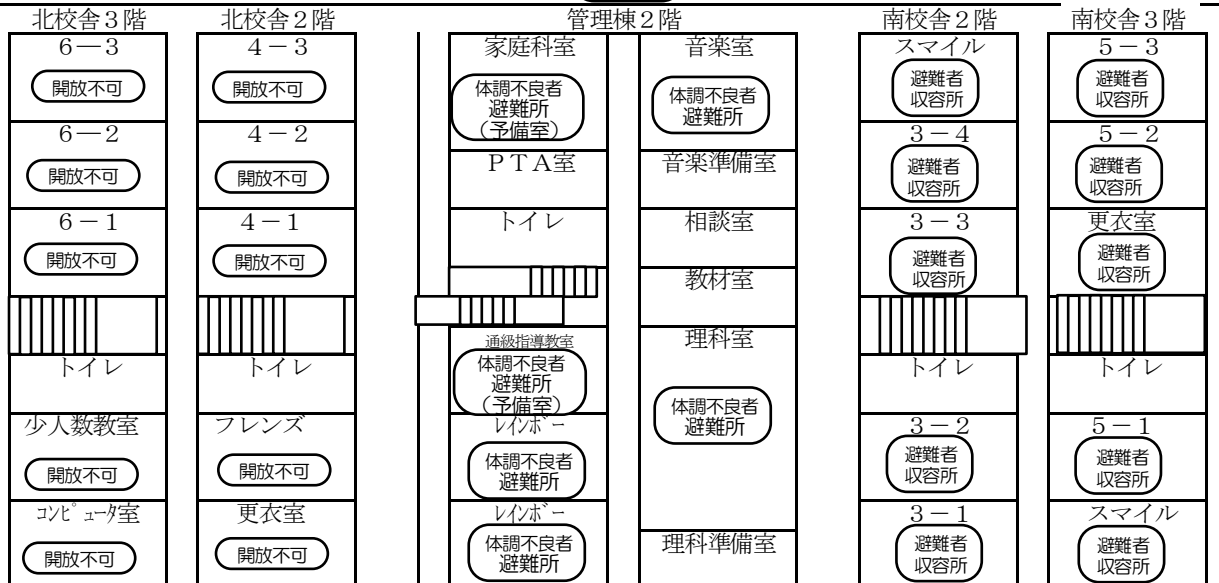 北校舎3階
6－3
開放不可
6－2
開放不可
6－1
開放不可
トイレ
少人数教室
開放不可
コンピュータ室
開放不可
北校舎2階
4－3
開放不可
4－2
開放不可
4－1
開放不可
トイレ
フレンズ
開放不可
更衣室
開放不可
管理棟2階
家庭科室
体調不良者
避難所
（予備室）
PTA室
トイレ
通級指導教室
体調不良者
避難所
（予備室）
レインボー
体調不良者
避難所
レインボー
体調不良者
避難所
音楽室
体調不良者
避難所
音楽準備室
相談室
教材室
理科室
体調不良者
避難所
理科準備室
南校舎2階
スマイル
避難者
収容所
3－4
避難者
収容所
3－3
避難者
収容所
トイレ
3－2
避難者
収容所
3－1
避難者
収容所
南校舎3階
5－3
避難者
収容所
5－2
避難者
収容所
更衣室
避難者
収容所
トイレ
5－1
避難者
収容所
スマイル
避難者
収容所